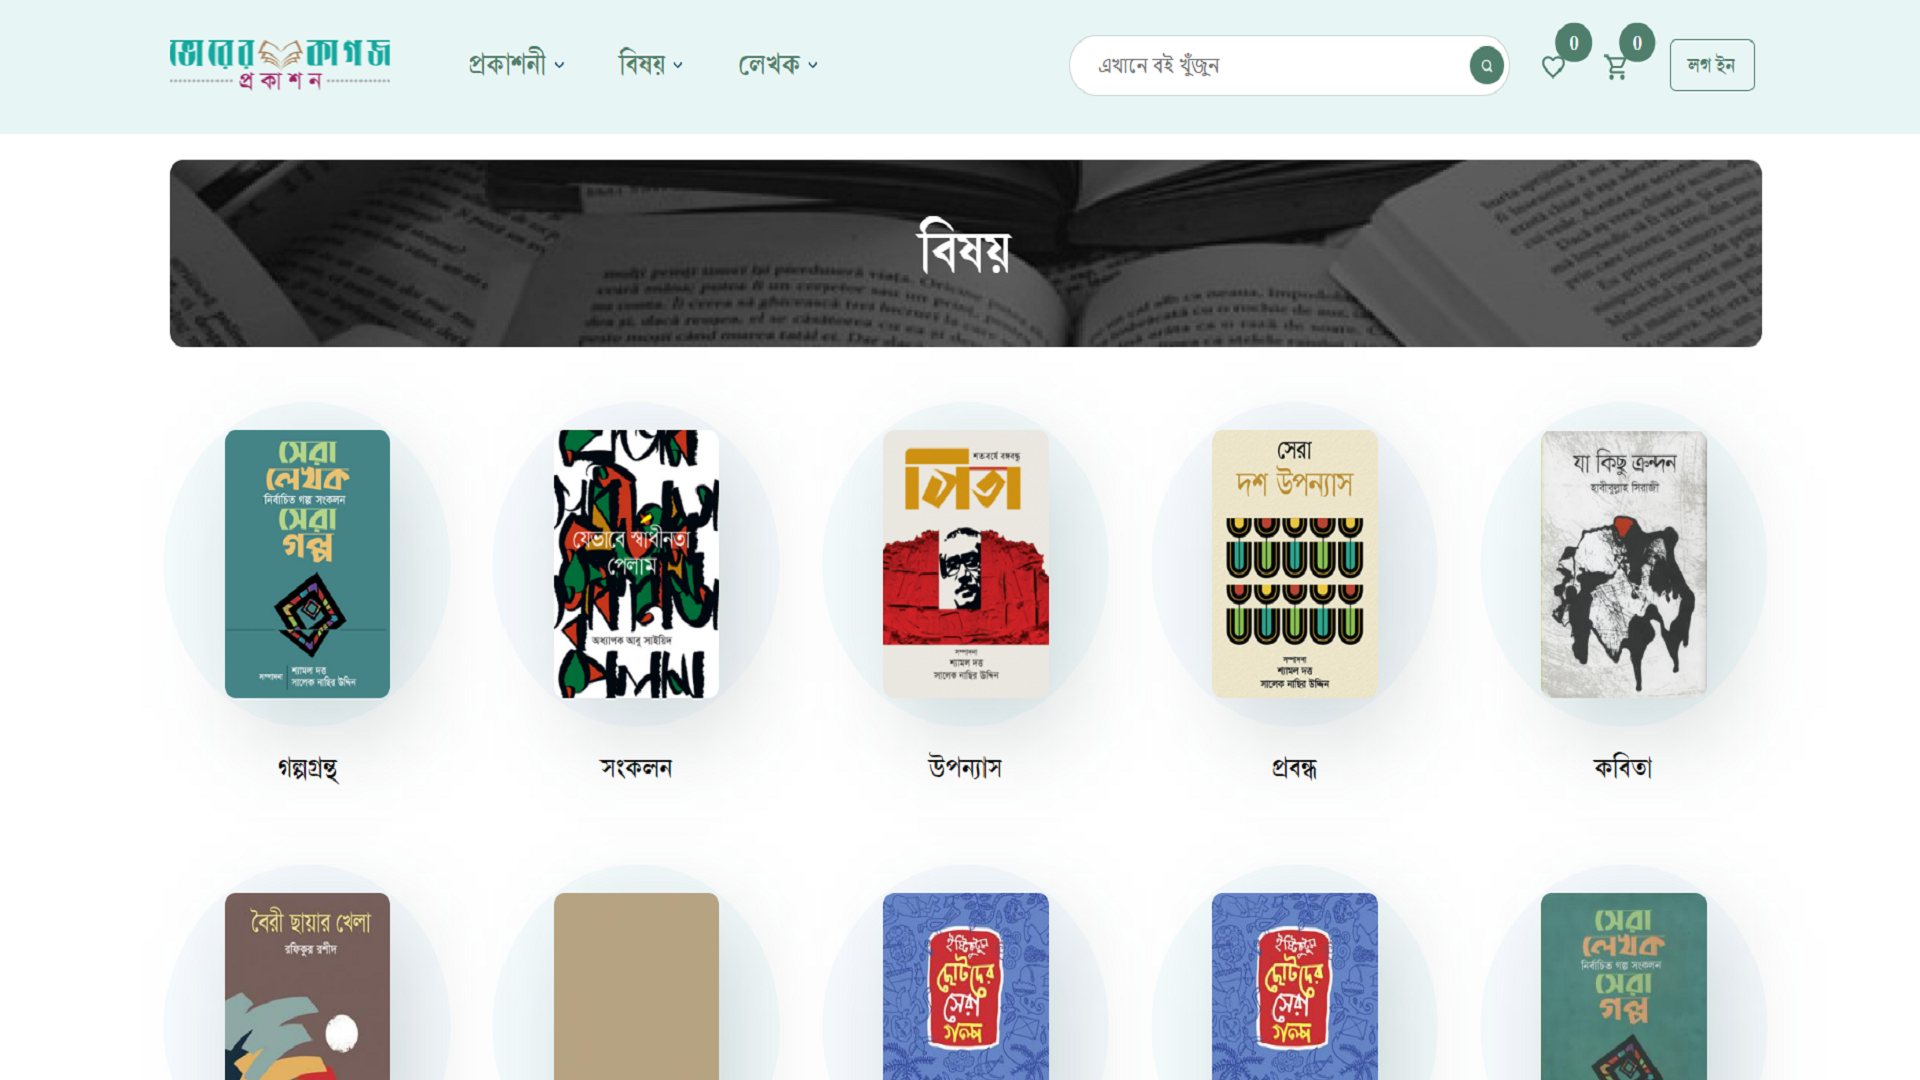 ভোরের কাগজ
প্রকাশন
প্রকাশনী
বিষয়
লেখক
এখানে বই খুঁজুন
0
0
লগ ইন
বিষয়
সেরা
লেখক
নির্বাচিত গল্প সংকলন
সেরা
গল্প
সম্পাদনা
শ্যামল দত্ত
সালেক নাছির উদ্দিন
যেভাবে স্বাধীনতা
পেলাম
অধ্যাপক আবু সাইয়িদ
শতবর্ষে বঙ্গবন্ধু
পিতা
সম্পাদনা
শ্যামল দত্ত
সালেক নাছির উদ্দিন
সেরা
দশ উপন্যাস
সম্পাদনা
শ্যামল দত্ত
সালেক নাছির উদ্দিন
যা কিছু ক্রন্দন
হাবীবুল্লাহ সিরাজী
গল্পগ্রন্থ
সংকলন
উপন্যাস
প্রবন্ধ
কবিতা
বৈরী ছায়ার খেলা
রফিকুর রশীদ
ছোটদের
সেরা
গল্প
ছোটদের
সেরা
গল্প
সেরা
লেখক
নির্বাচিত গল্প সংকলন
সেরা
গল্প